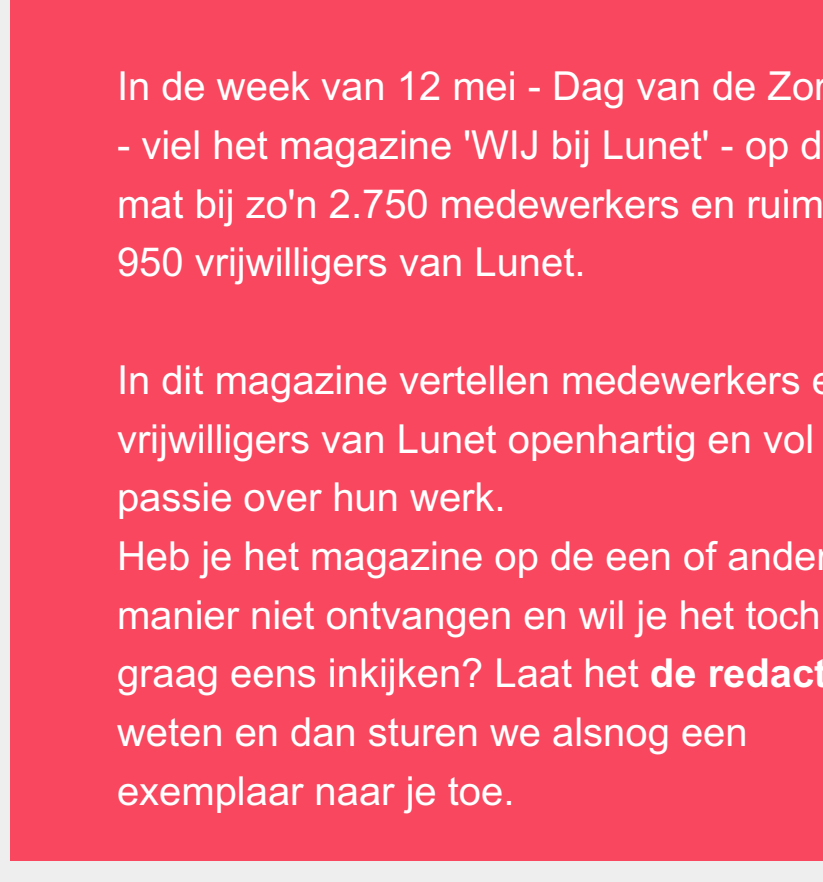 In de week van 12 mei - Dag van de Zor
- viel het magazine 'WIJ bij Lunet' - op d
mat bij zo'n 2.750 medewerkers en ruim
950 vrijwilligers van Lunet.
In dit magazine vertellen medewerkers e
vrijwilligers van Lunet openhartig en vol
passie over hun werk.
Heb je het magazine op de een of ander
manier niet ontvangen en wil je het toch
graag eens inkijken? Laat het de redact
weten en dan sturen we alsnog een
exemplaar naar je toe.